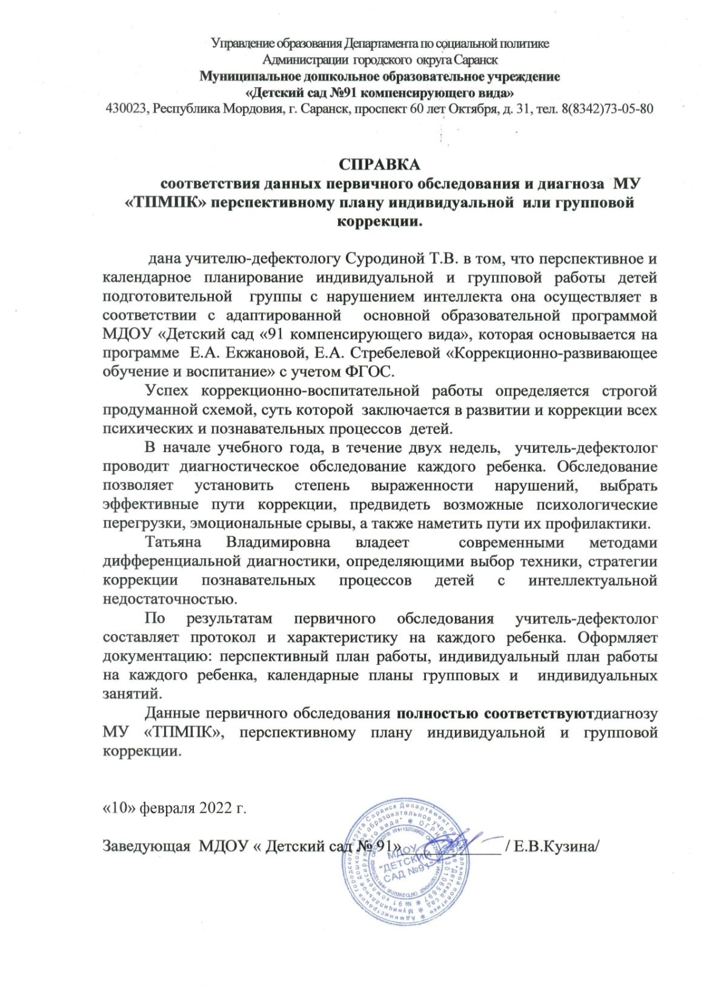 Управление образования Департамента по социальной политике
Администрации городского округа Саранск
Муниципальное дошкольное образовательное учреждение
«Детский сад №91 компенсирующего вида»
430023, Республика Мордовия, г. Саранск, проспект 60 лет Октября, д. 31, тел. 8(8342)73-05-80
СПРАВКА
соответствия данных первичного обследования и диагноза МУ
«ТПМПК» перспективному плану индивидуальной или групповой
коррекции.
дана учителю-дефектологу Суродиной Т.В. в том, что перспективное и
календарное планирование индивидуальной и групповой работы детей
подготовительной группы с нарушением интеллекта она осуществляет в
соответствии с адаптированной основной образовательной программой
МДОУ «Детский сад «91 компенсирующего вида», которая основывается на
программе Е.А. Екжановой, Е.А. Стребелевой «Коррекционно-развивающее
обучение и воспитание» с учетом ФГОС.
Успех коррекционно-воспитательной работы определяется строгой
продуманной схемой, суть которой заключается в развитии и коррекции всех
психических и познавательных процессов детей.
В начале учебного года, в течение двух недель, учитель-дефектолог
проводит диагностическое обследование каждого ребенка. Обследование
позволяет установить степень выраженности нарушений, выбрать
эффективные пути коррекции, предвидеть возможные психологические
перегрузки, эмоциональные срывы, а также наметить пути их профилактики.
Татьяна Владимировна владеет современными методами
дифференциальной диагностики, определяющими выбор техники, стратегии
коррекции познавательных процессов детей с интеллектуальной
недостаточностью.
По результатам первичного обследования учитель-дефектолог
составляет протокол и характеристику на каждого ребенка. Оформляет
документацию: перспективный план работы, индивидуальный план работы
на каждого ребенка, календарные планы групповых и индивидуальных
занятий.
Данные первичного обследования полностью соответствуютдиагнозу
МУ «ТПМПК», перспективному плану индивидуальной и групповой
коррекции.
«10» февраля 2022 г.
Заведующая МДОУ « Детский сад № 91» ____________ / Е.В.Кузина/
МДОУ
"ДЕТСКИЙ
САД №91"